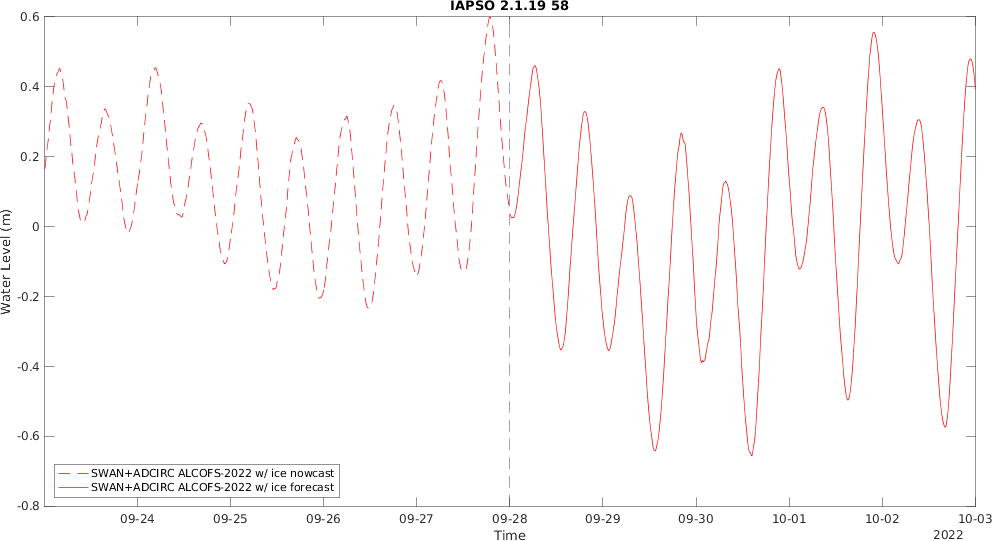 IAPSO 2.1.19 58
0.6
0.4
0.2
0
-0.2
-0.4
-0.6
-0.8
Water Level (m)
SWAN+ADCIRC ALCOFS-2022 w/ ice nowcast
SWAN+ADCIRC ALCOFS-2022 w/ ice forecast
09-24 09-25 09-26 09-27 09-28 09-29 09-30 10-01 10-02 10-03
Time
2022